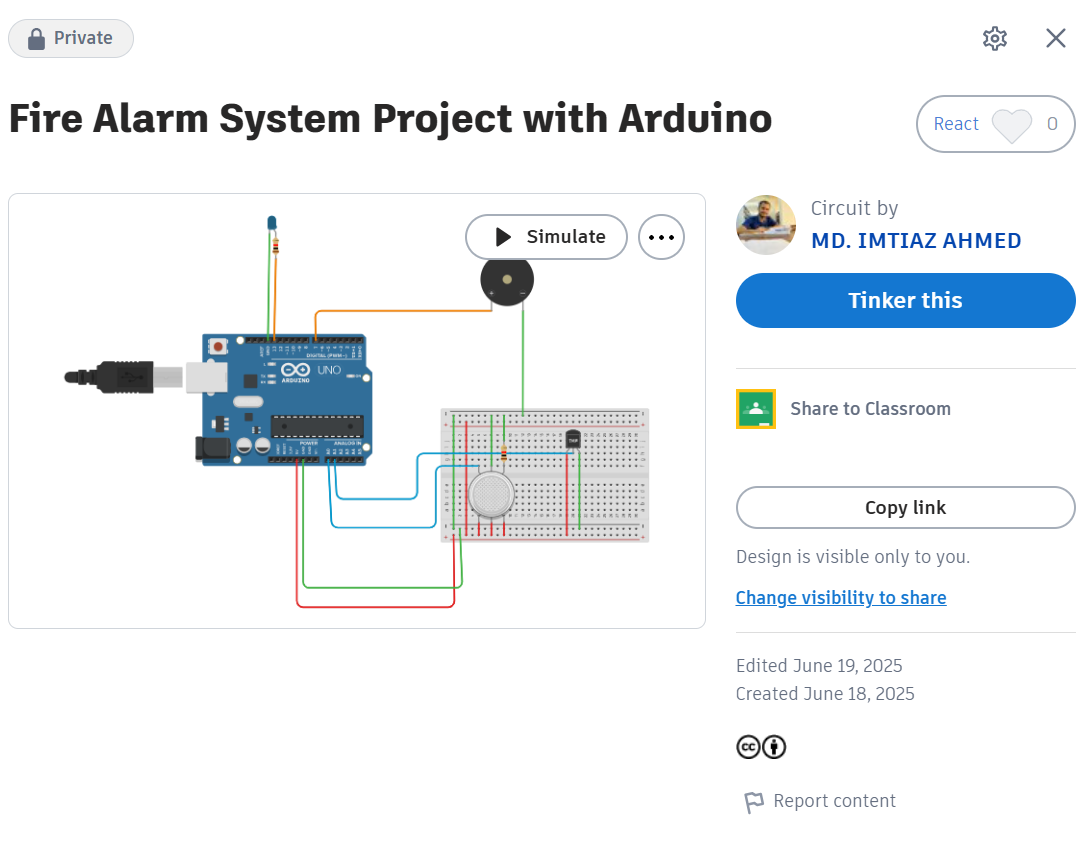 Private
Fire Alarm System Project with Arduino
React 0
Simulate
Circuit by
MD. IMTIAZ AHMED
Tinker this
DIGITAL (PWM~)
UNO
ARDUINO
POWER
ANALOG IN
TMP
Share to Classroom
Copy link
Design is visible only to you.
Change visibility to share
Edited June 19, 2025
Created June 18, 2025
cc
Report content